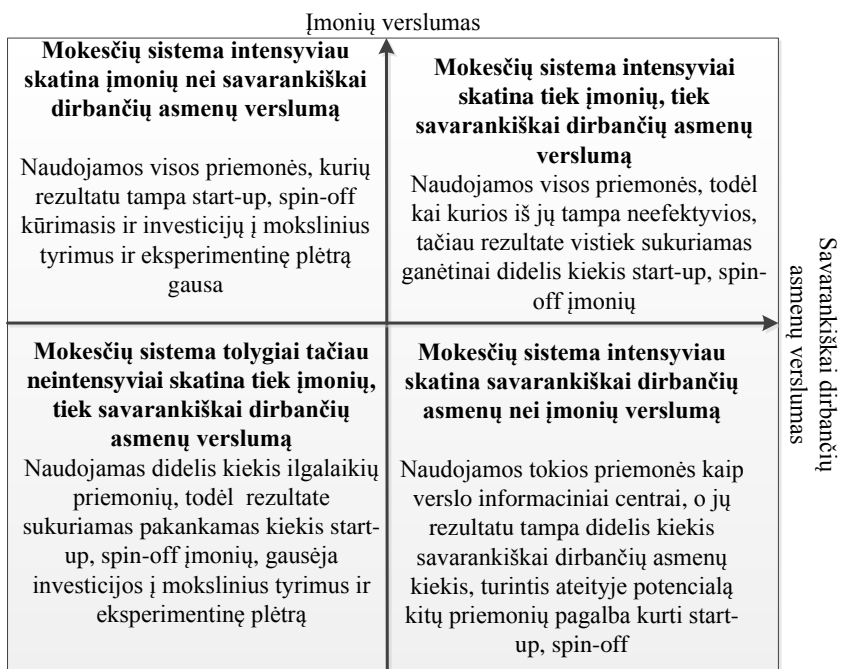 Įmonių verslumas
Mokesčių sistema intensyviau
skatina įmonių nei savarankiškai
dirbančių asmenų verslumą
Naudojamos visos priemonės, kurių
rezultatu tampa start-up, spin-off
kūrimasis ir investicijų į mokslinius
tyrimus ir eksperimentinę plėtrą
gausa
Mokesčių sistema intensyviai
skatina tiek įmonių, tiek
savarankiškai dirbančių asmenų
verslumą
Naudojamos visos priemonės, todėl
kai kurios iš jų tampa neefektyvios,
tačiau rezultate vistiek sukuriamas
ganėtinai didelis kiekis start-up, spin-
off įmonių
Savarankiškai dirbančių
asmenų verslumas
Mokesčių sistema tolygiai tačiau
neintensyviai skatina tiek įmonių,
tiek savarankiškai dirbančių
asmenų verslumą
Naudojamas didelis kiekis ilgalaikių
priemonių, todėl rezultate
sukuriamas pakankamas kiekis start-
up, spin-off įmonių, gausėja
investicijos į mokslinius tyrimus ir
eksperimentinę plėtrą
Mokesčių sistema intensyviau
skatina savarankiškai dirbančių
asmenų nei įmonių verslumą
Naudojamos tokios priemonės kaip
verslo informaciniai centrai, o jų
rezultatu tampa didelis kiekis
savarankiškai dirbančių asmenų
kiekis, turintis ateityje potencialą
kitų priemonių pagalba kurti start-
up, spin-off